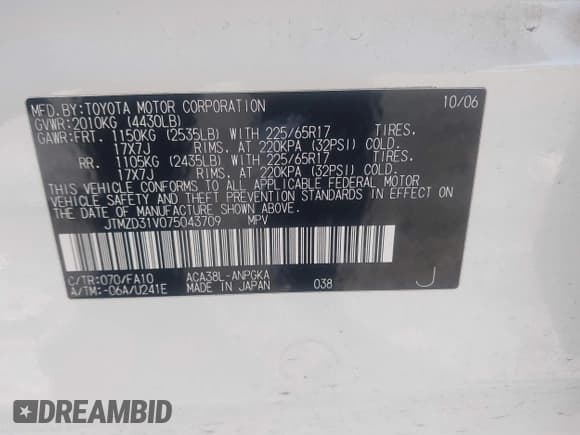 MFD.BY:TOYOTA MOTOR CORPORATION 10/06
GVWR:2010KG (4430LB)
GAWR:FRT. 1150KG (2535LB) WITH 225/65R17 TIRES,
17X7J RIMS, AT 220KPA (32PSI) COLD.
RR. 1105KG (2435LB) WITH 225/65R17 TIRES,
17X7J RIMS, AT 220KPA (32PSI) COLD.
THIS VEHICLE CONFORMS TO ALL APPLICABLE FEDERAL MOTOR
VEHICLE SAFETY AND THEFT PREVENTION STANDARDS IN EFFECT
ON THE DATE OF MANUFACTURE SHOWN ABOVE.
JTMZD31V075043709 MPV
C/TR:070/FA10 ACA38L-ANPGKA
A/TM:-06A/U241E MADE IN JAPAN 038 J
DREAMBID